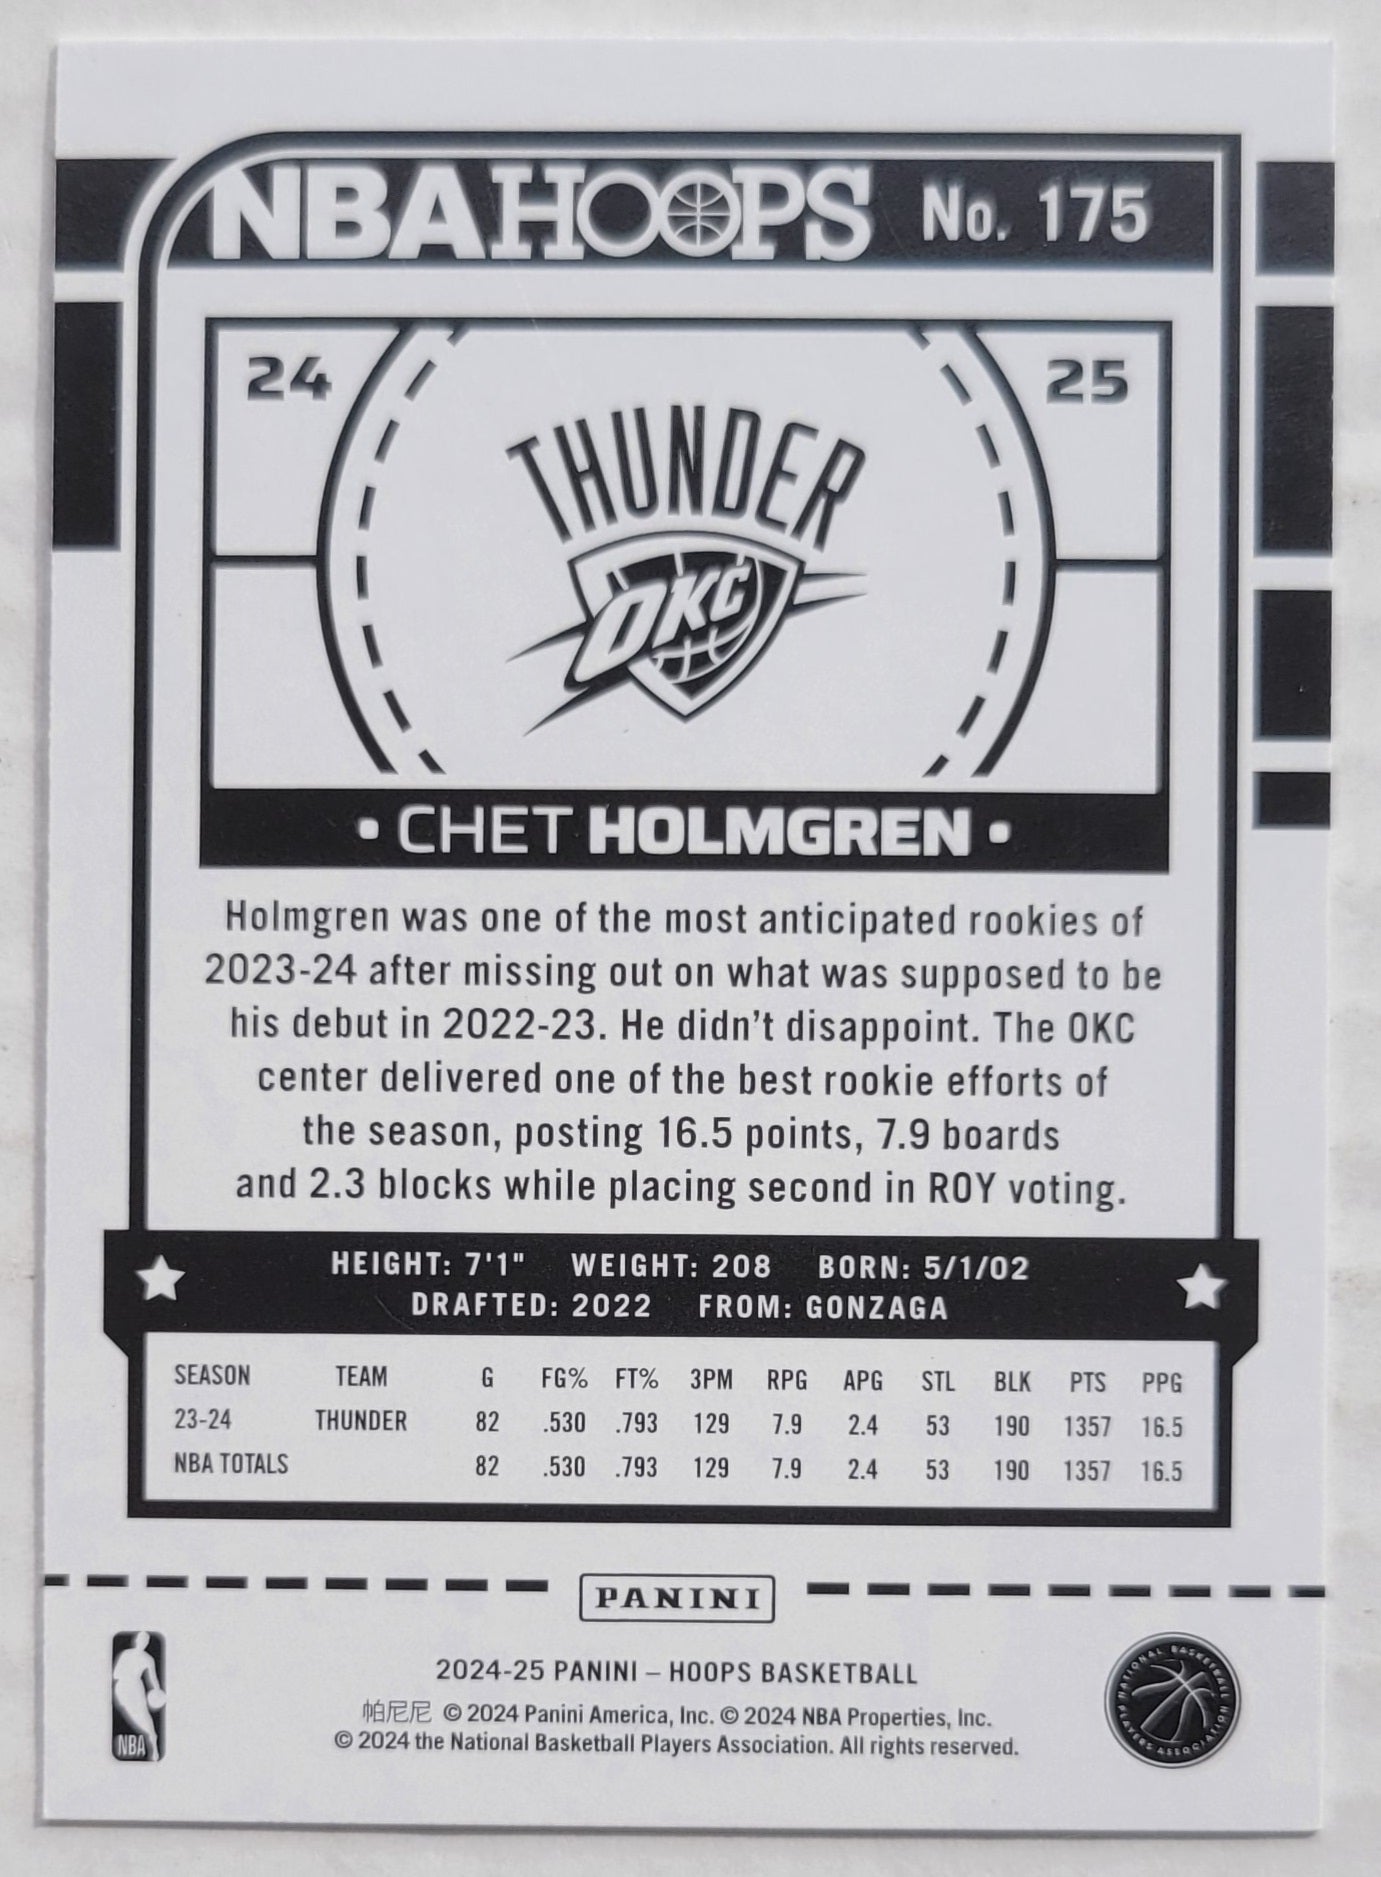 NBA HOOPS No. 175
24 25
THUNDER
OKC
• CHET HOLMGREN •
Holmgren was one of the most anticipated rookies of
2023-24 after missing out on what was supposed to be
his debut in 2022-23. He didn't disappoint. The OKC
center delivered one of the best rookie efforts of
the season, posting 16.5 points, 7.9 boards
and 2.3 blocks while placing second in ROY voting.
HEIGHT: 7'1" WEIGHT: 208 BORN: 5/1/02
DRAFTED: 2022 FROM: GONZAGA
SEASON TEAM G FG% FT% 3PM RPG APG STL BLK PTS PPG
23-24 THUNDER 82 .530 .793 129 7.9 2.4 53 190 1357 16.5
NBA TOTALS 82 .530 .793 129 7.9 2.4 53 190 1357 16.5
PANINI
2024-25 PANINI – HOOPS BASKETBALL
帕尼尼 © 2024 Panini America, Inc. © 2024 NBA Properties, Inc.
© 2024 the National Basketball Players Association. All rights reserved.
NBA
NATIONAL BASKETBALL PLAYERS ASSOCIATION